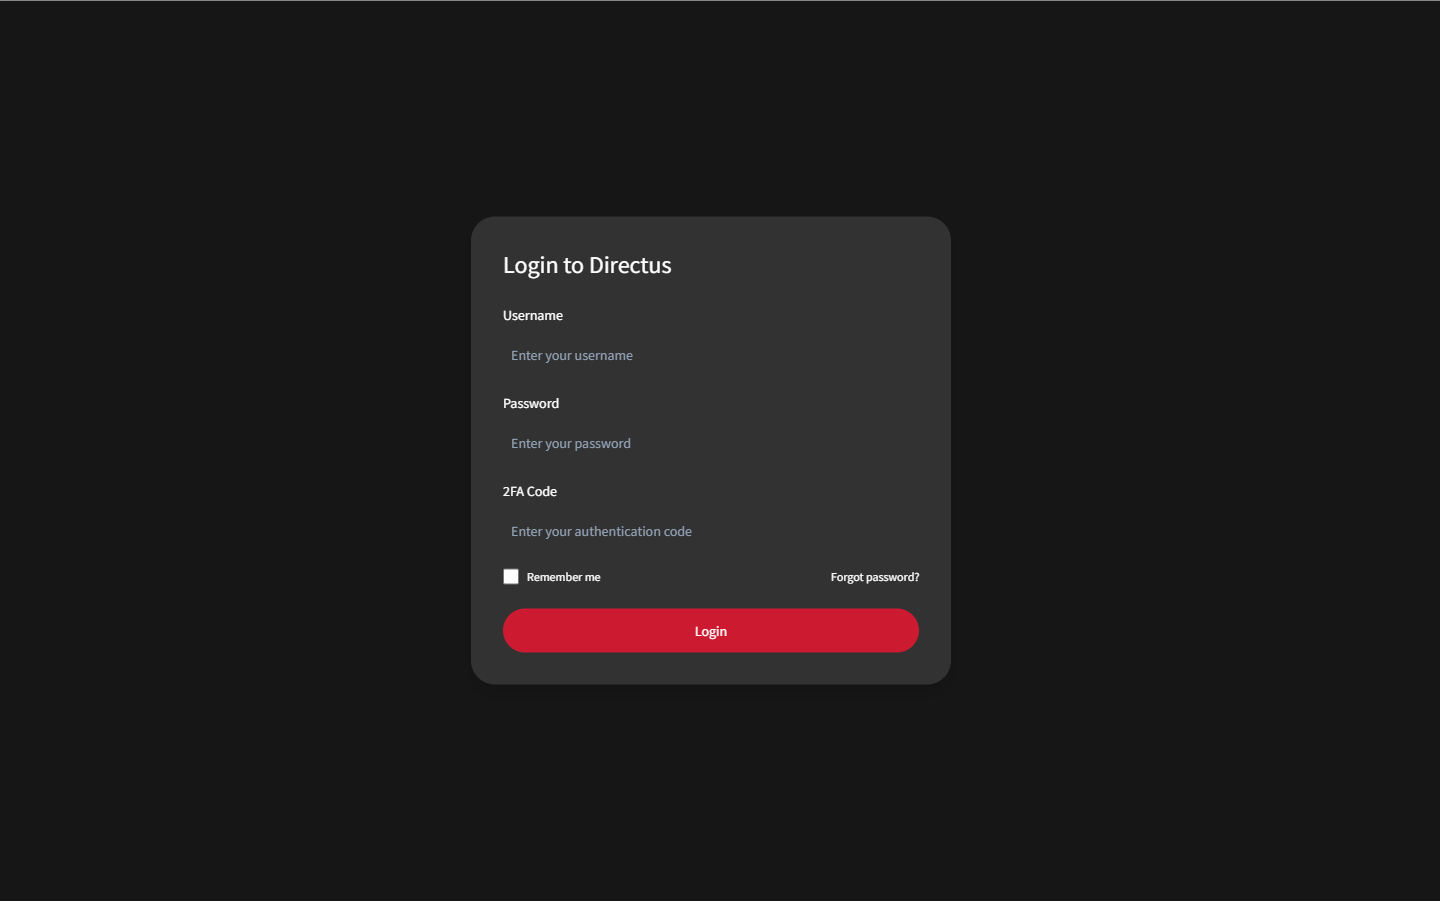 Login to Directus
Username
Enter your username
Password
Enter your password
2FA Code
Enter your authentication code
Remember me
Forgot password?
Login